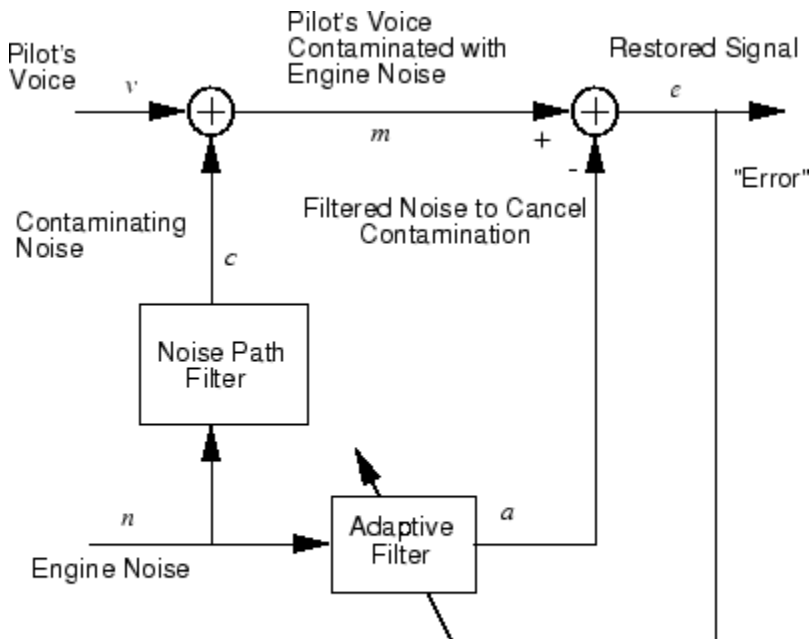 Pilot's
Voice
v
Pilot's Voice
Contaminated with
Engine Noise
Restored Signal
e
m
+
-
"Error"
Contaminating
Noise
c
Filtered Noise to Cancel
Contamination
Noise Path
Filter
n
Engine Noise
Adaptive
Filter
a